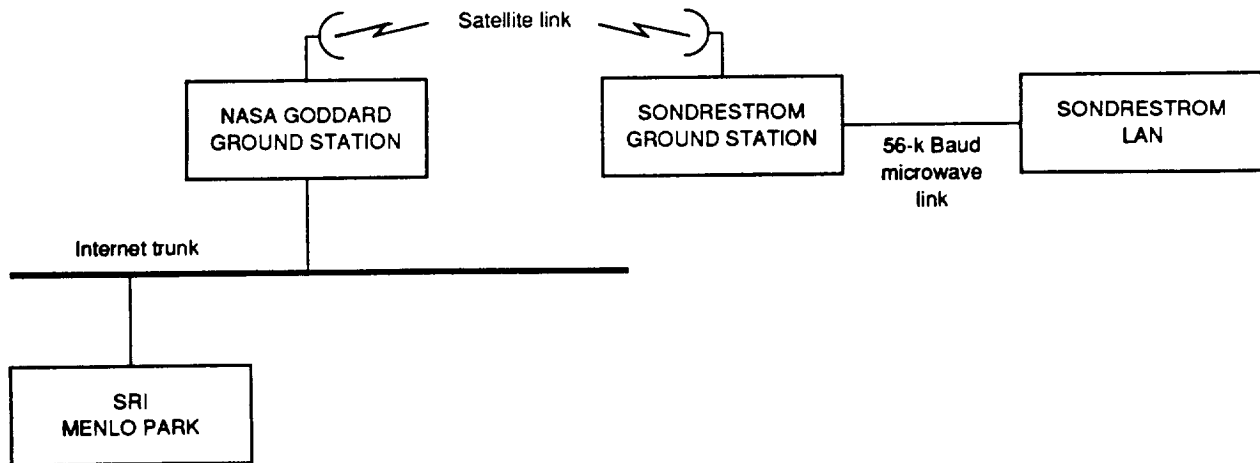 Satellite link
NASA GODDARD
GROUND STATION
SONDRESTROM
GROUND STATION
56-k Baud
microwave
link
SONDRESTROM
LAN
Internet trunk
SRI
MENLO PARK